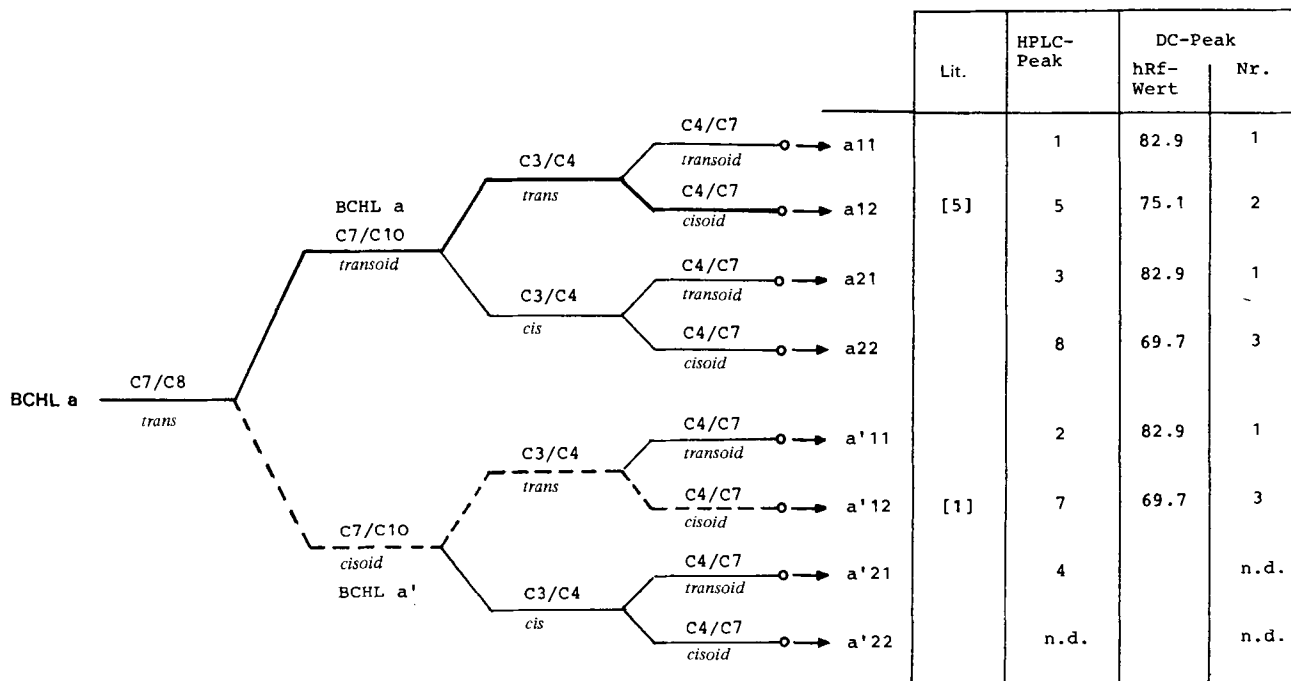 HPLC- DC-Peak
Lit. Peak hRf- Nr.
Wert
C4/C7
C3/C4 transoid a11 1 82.9 1
trans C4/C7
BCHL a cisoid a12 [5] 5 75.1 2
C7/C10
transoid C4/C7
C3/C4 transoid a21 3 82.9 1
cis C4/C7
cisoid a22 8 69.7 3
C7/C8
BCHL a trans
C4/C7
C3/C4 transoid a'11 2 82.9 1
trans C4/C7
cisoid a'12 [1] 7 69.7 3
C7/C10
cisoid C4/C7
BCHL a' C3/C4 transoid a'21 4 n.d.
cis C4/C7
cisoid a'22 n.d. n.d.